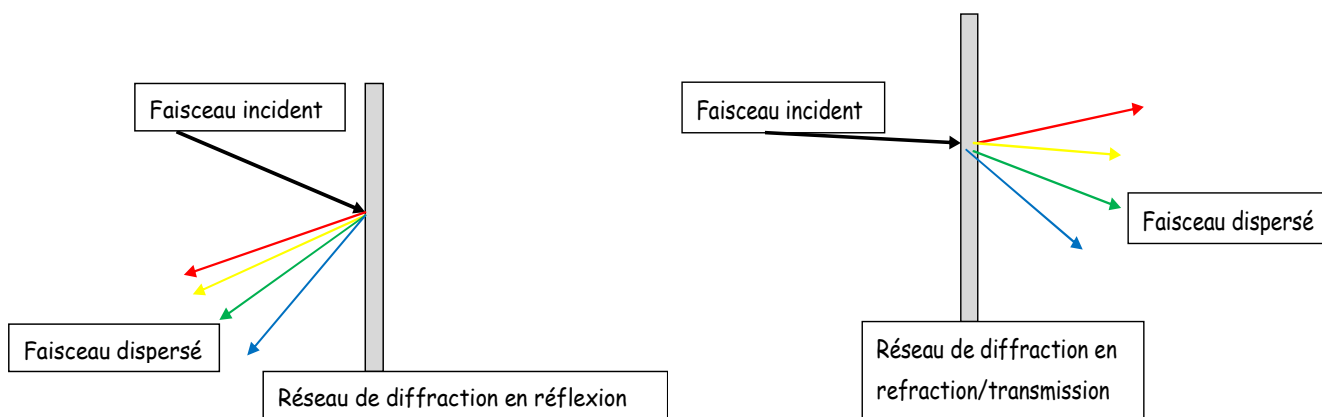 Faisceau incident
Faisceau dispersé
Réseau de diffraction en réflexion
Faisceau incident
Faisceau dispersé
Réseau de diffraction en
refraction/transmission